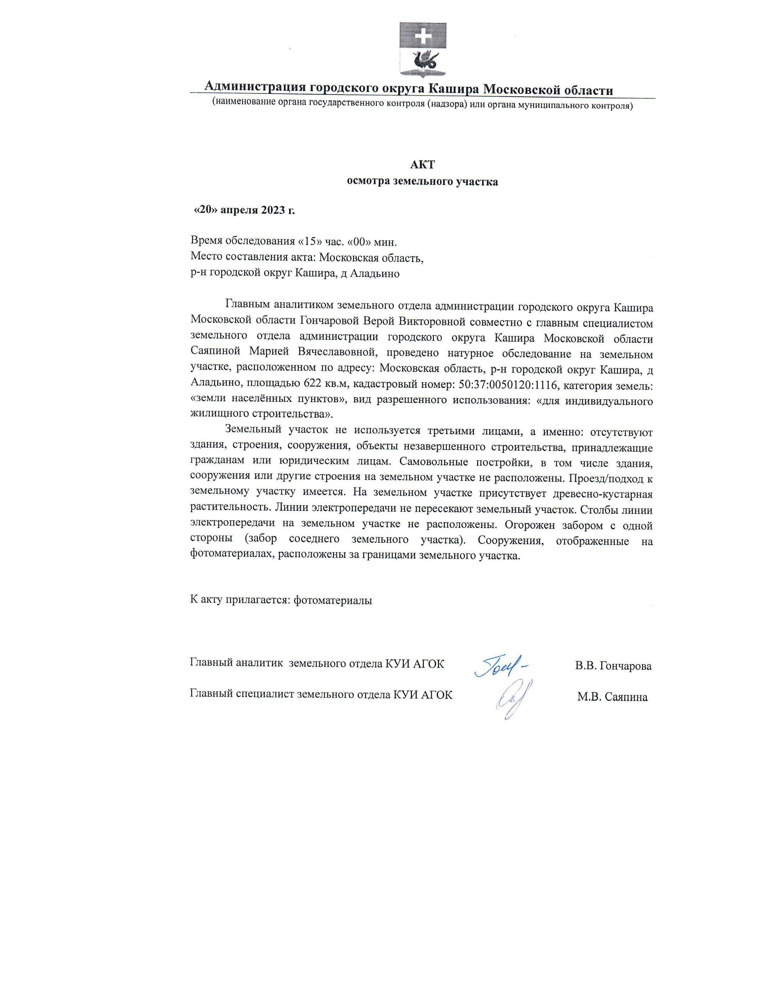 Администрация городского округа Кашира Московской области
(наименование органа государственного контроля (надзора) или органа муниципального контроля)
АКТ
осмотра земельного участка
«20» апреля 2023 г.
Время обследования «15» час. «00» мин.
Место составления акта: Московская область,
р-н городской округ Кашира, д Аладьино
Главным аналитиком земельного отдела администрации городского округа Кашира
Московской области Гончаровой Верой Викторовной совместно с главным специалистом
земельного отдела администрации городского округа Кашира Московской области
Саяпиной Марией Вячеславовной, проведено натурное обследование на земельном
участке, расположенном по адресу: Московская область, р-н городской округ Кашира, д
Аладьино, площадью 622 кв.м, кадастровый номер: 50:37:0050120:1116, категория земель:
«земли населённых пунктов», вид разрешенного использования: «для индивидуального
жилищного строительства».
Земельный участок не используется третьими лицами, а именно: отсутствуют
здания, строения, сооружения, объекты незавершенного строительства, принадлежащие
гражданам или юридическим лицам. Самовольные постройки, в том числе здания,
сооружения или другие строения на земельном участке не расположены. Проезд/подход к
земельному участку имеется. На земельном участке присутствует древесно-кустарная
растительность. Линии электропередачи не пересекают земельный участок. Столбы линии
электропередачи на земельном участке не расположены. Огорожен забором с одной
стороны (забор соседнего земельного участка). Сооружения, отображенные на
фотоматериалах, расположены за границами земельного участка.
К акту прилагается: фотоматериалы
Главный аналитик земельного отдела КУИ АГОК В.В. Гончарова
Главный специалист земельного отдела КУИ АГОК М.В. Саяпина